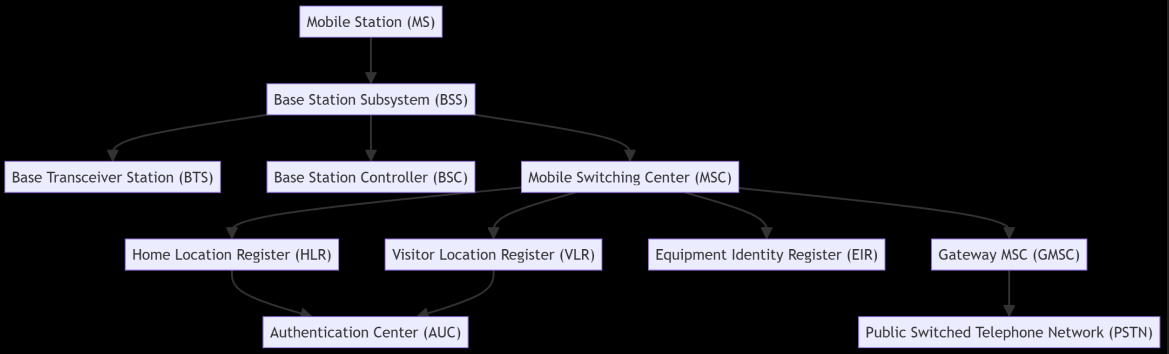 Mobile Station (MS)
Base Station Subsystem (BSS)
Base Transceiver Station (BTS)
Base Station Controller (BSC)
Mobile Switching Center (MSC)
Home Location Register (HLR)
Visitor Location Register (VLR)
Equipment Identity Register (EIR)
Gateway MSC (GMSC)
Authentication Center (AUC)
Public Switched Telephone Network (PSTN)